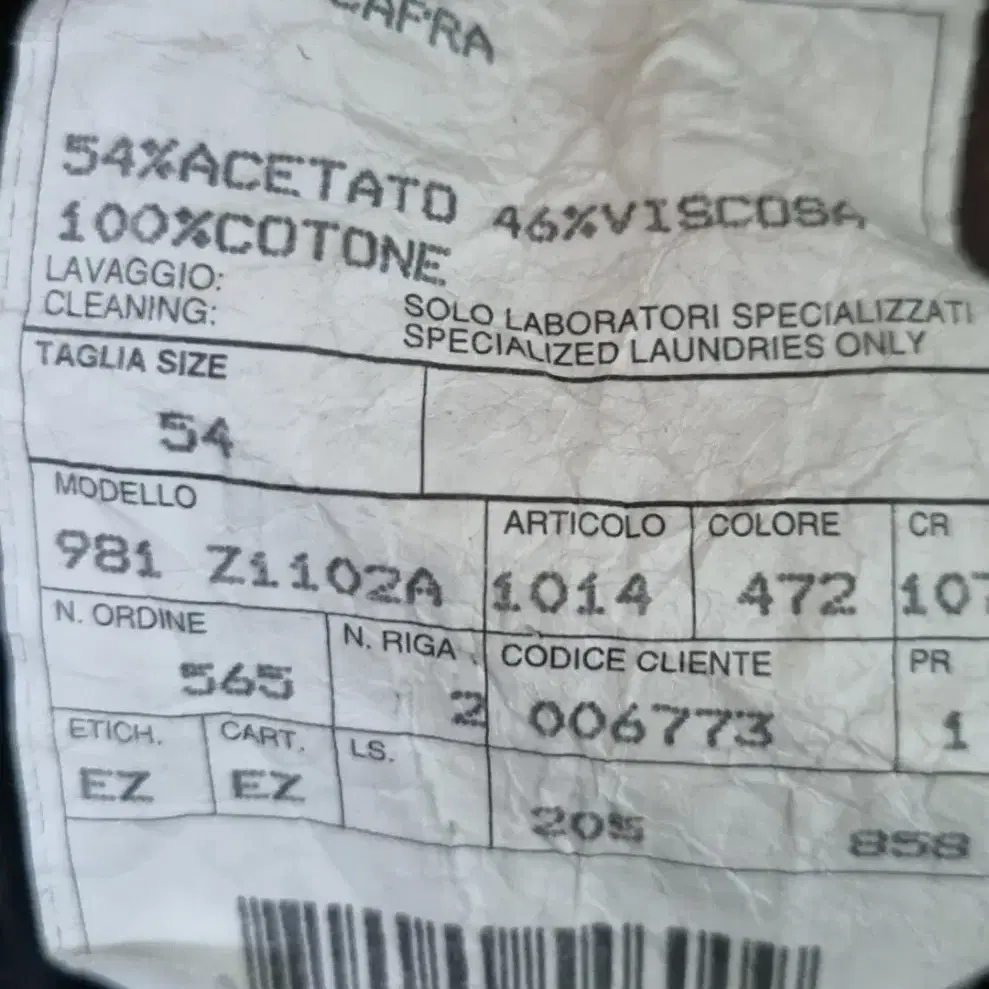 54%ACETATO 46%VISCOSA
100%COTONE
LAVAGGIO:
CLEANING:
SOLO LABORATORI SPECIALIZZATI
SPECIALIZED LAUNDRIES ONLY
TAGLIA SIZE
54
MODELLO
981 Z1102A
ARTICOLO
1014
COLORE
472
CR
107
N. ORDINE
565
N. RIGA
2
CODICE CLIENTE
006773
PR
1
ETICH.
EZ
CART.
EZ
LS.
205
858